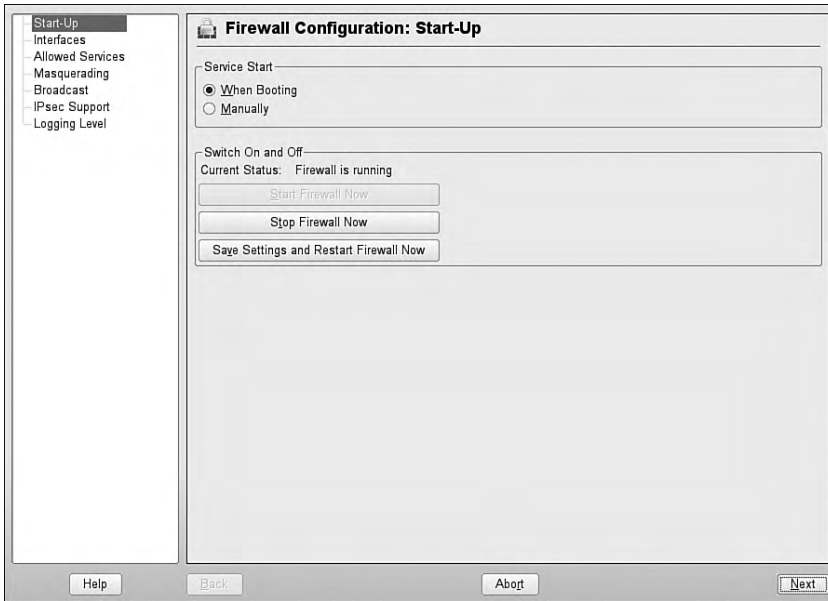 Start-Up
Interfaces
Allowed Services
Masquerading
Broadcast
IPsec Support
Logging Level
Firewall Configuration: Start-Up
Service Start
When Booting
Manually
Switch On and Off
Current Status: Firewall is running
Start Firewall Now
Stop Firewall Now
Save Settings and Restart Firewall Now
Help
Back
Abort
Next